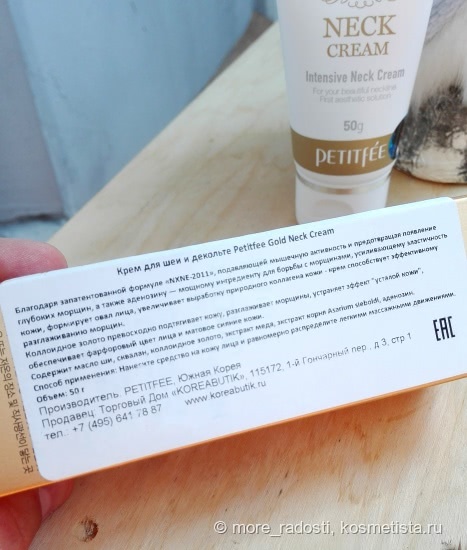 NECK
CREAM
Intensive Neck Cream
For your beautiful neckline
First aesthetic solution
50g
PETITFÉE
Крем для шеи и декольте Petitfee Gold Neck Cream
Благодаря запатентованной формуле «NXNE-2011», подавляющей мышечную активность и предотвращая появление
глубоких морщин, а также аденозину — мощному ингредиенту для борьбы с морщинами, усиливающему эластичность
кожи, формирует овал лица, увеличивает выработку природного коллагена кожи - крем способствует эффективному
разглаживанию морщин.
Коллоидное золото превосходно подтягивает кожу, разглаживает морщины, устраняет эффект "усталой кожи",
обеспечивает фарфоровый цвет лица и матовое сияние кожи.
Содержит масло ши, сквалан, коллоидное золото, экстракт меда, экстракт корня Asarium sieboldi, аденозин.
Способ применения: Нанесите средство на кожу лица и равномерно распределите легкими массажными движениями.
Объем: 50 г
Производитель: PETITFEE, Южная Корея
Продавец: Торговый Дом «KOREABUTIK», 115172, 1-й Гончарный пер., д.3, стр 1
тел.: +7 (495) 641 78 87 www.koreabutik.ru
EAC
© more_radosti, kosmetista.ru